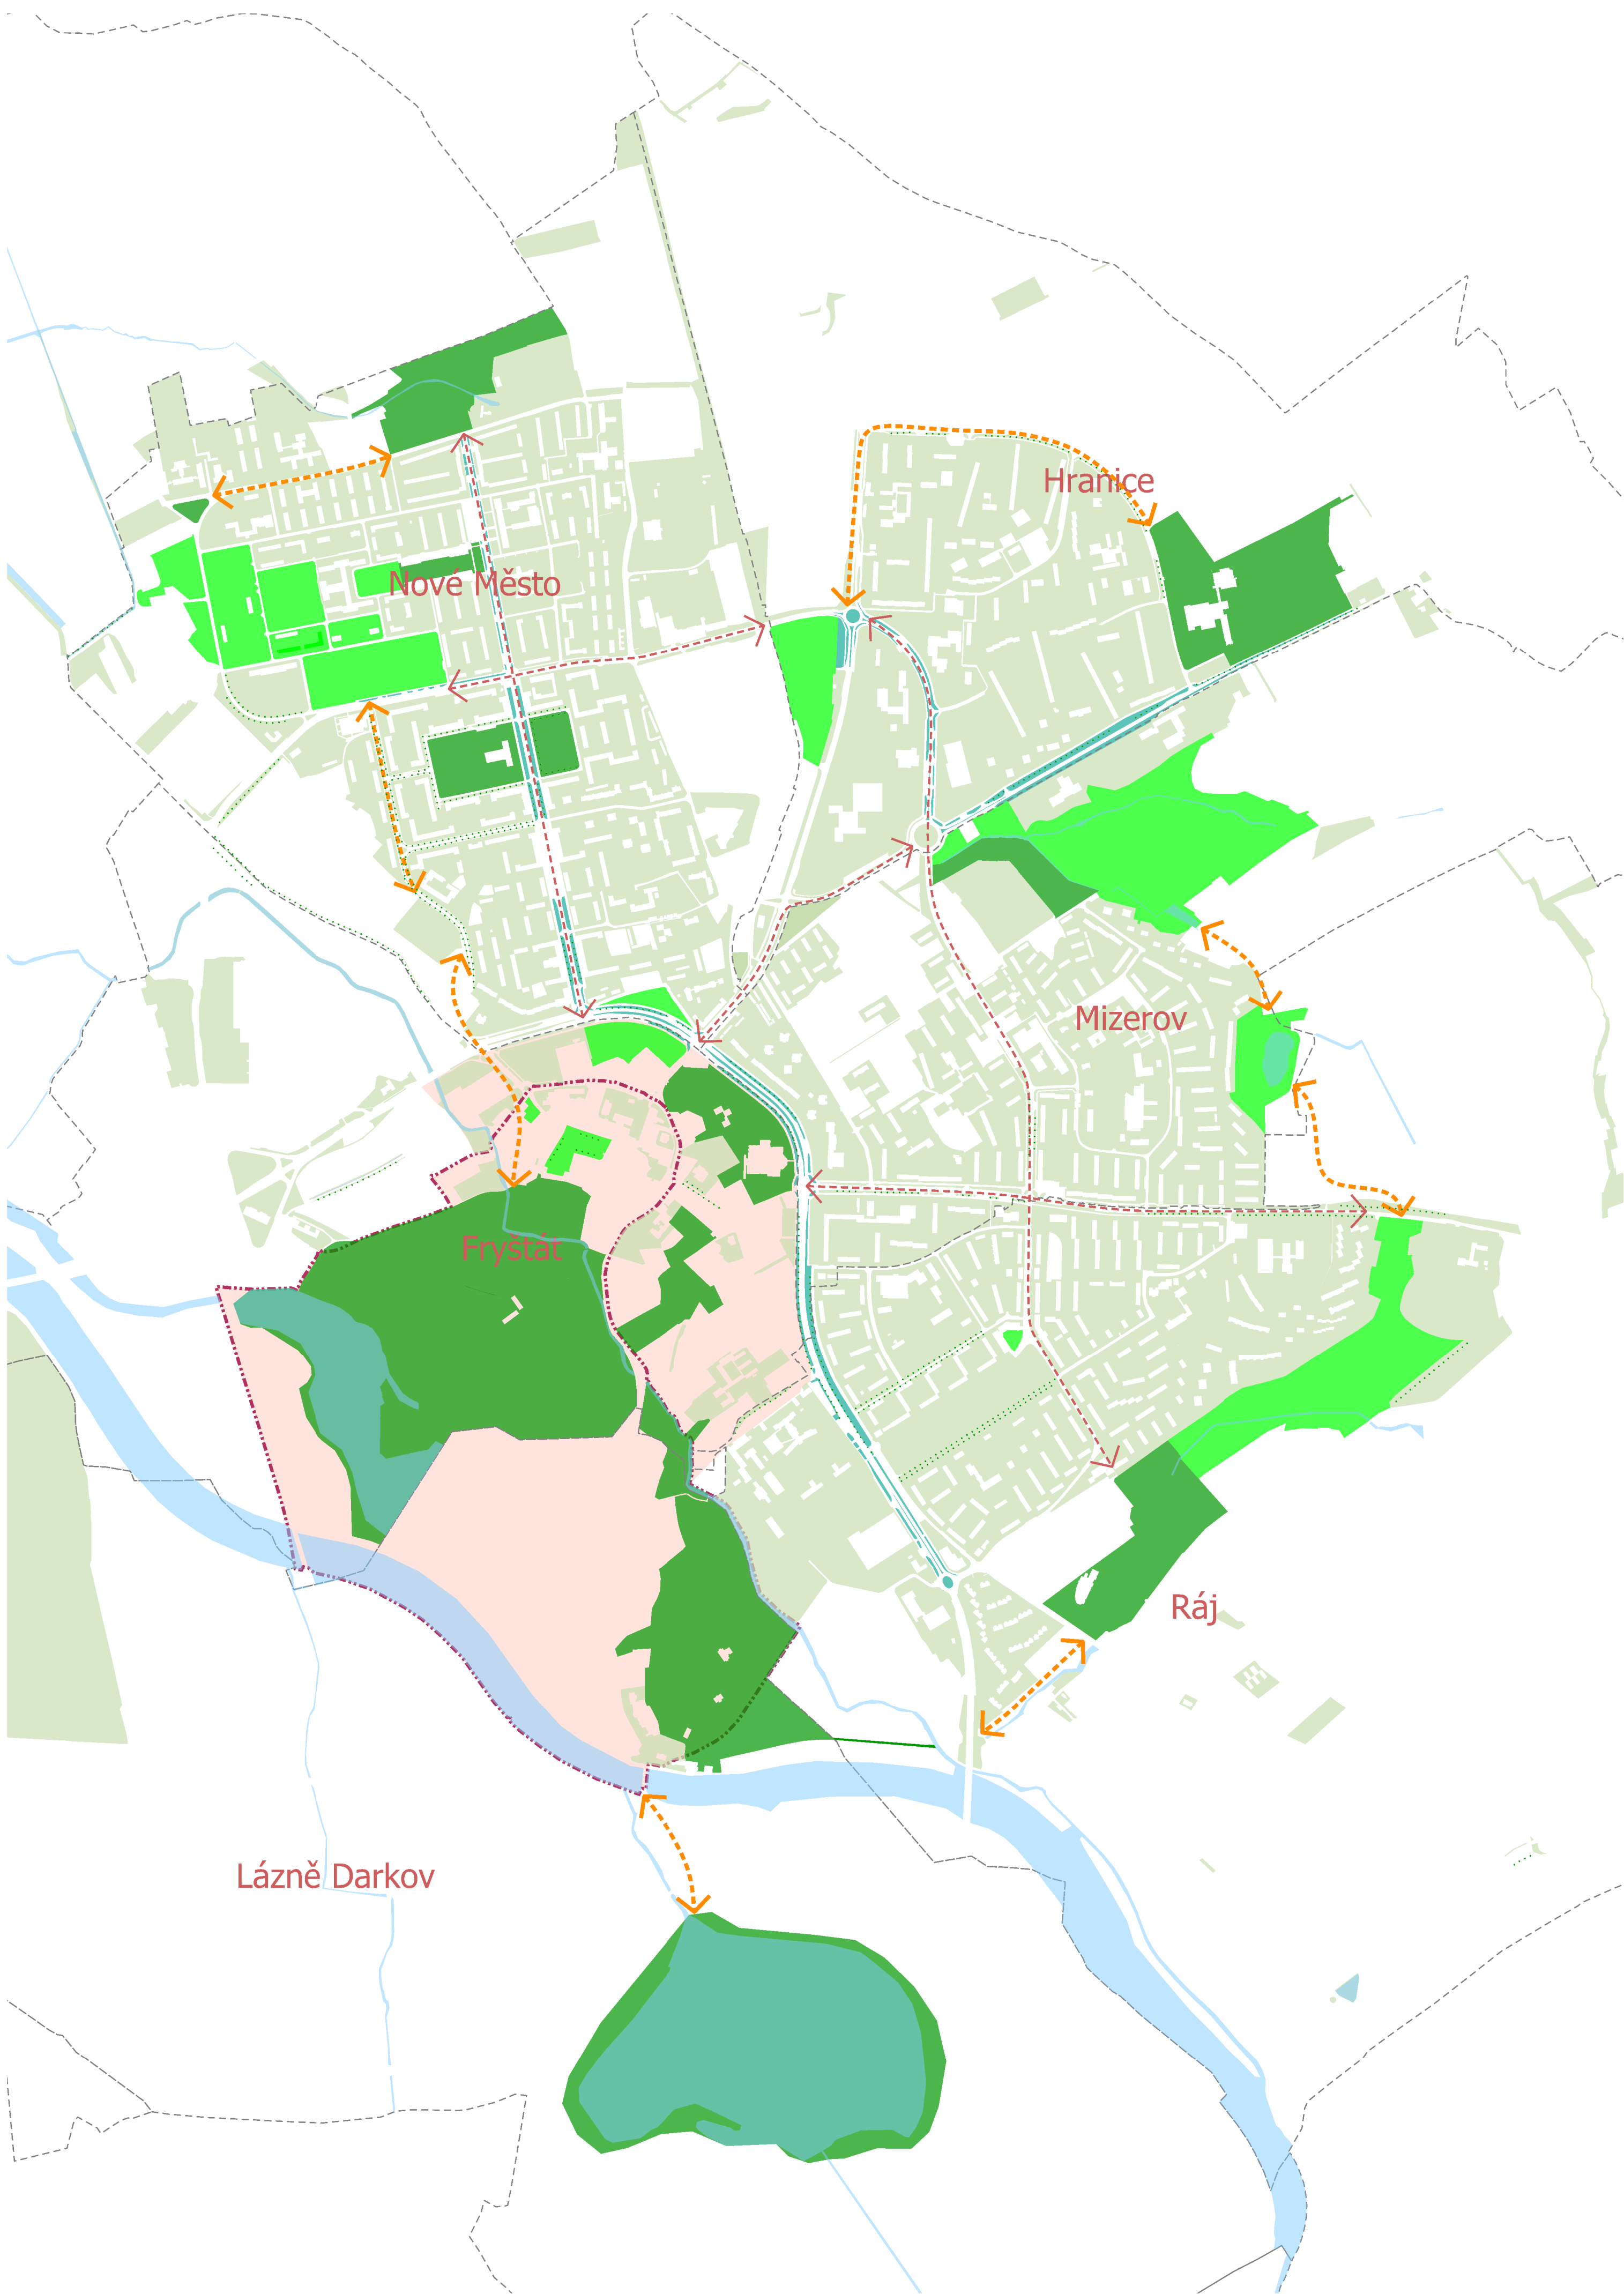 Hranice
Nové Město
Mizerov
Fryštát
Ráj
Lázně Darkov